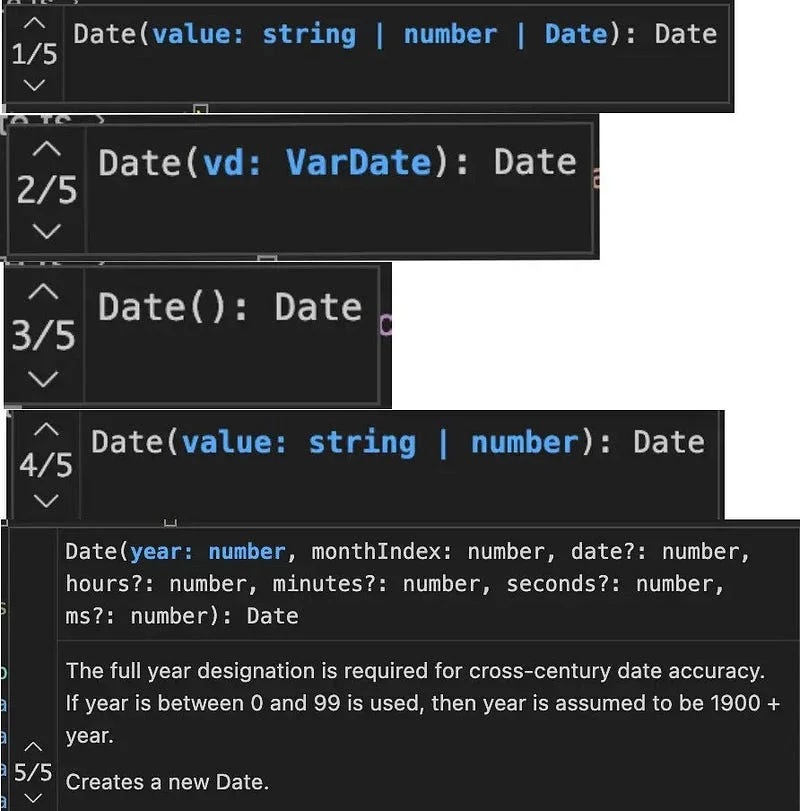 1/5
Date(value: string | number | Date): Date
2/5
Date(vd: VarDate): Date
3/5
Date(): Date
4/5
Date(value: string | number): Date
Date(year: number, monthIndex: number, date?: number,
hours?: number, minutes?: number, seconds?: number,
ms?: number): Date
The full year designation is required for cross-century date accuracy.
If year is between 0 and 99 is used, then year is assumed to be 1900 +
year.
5/5
Creates a new Date.